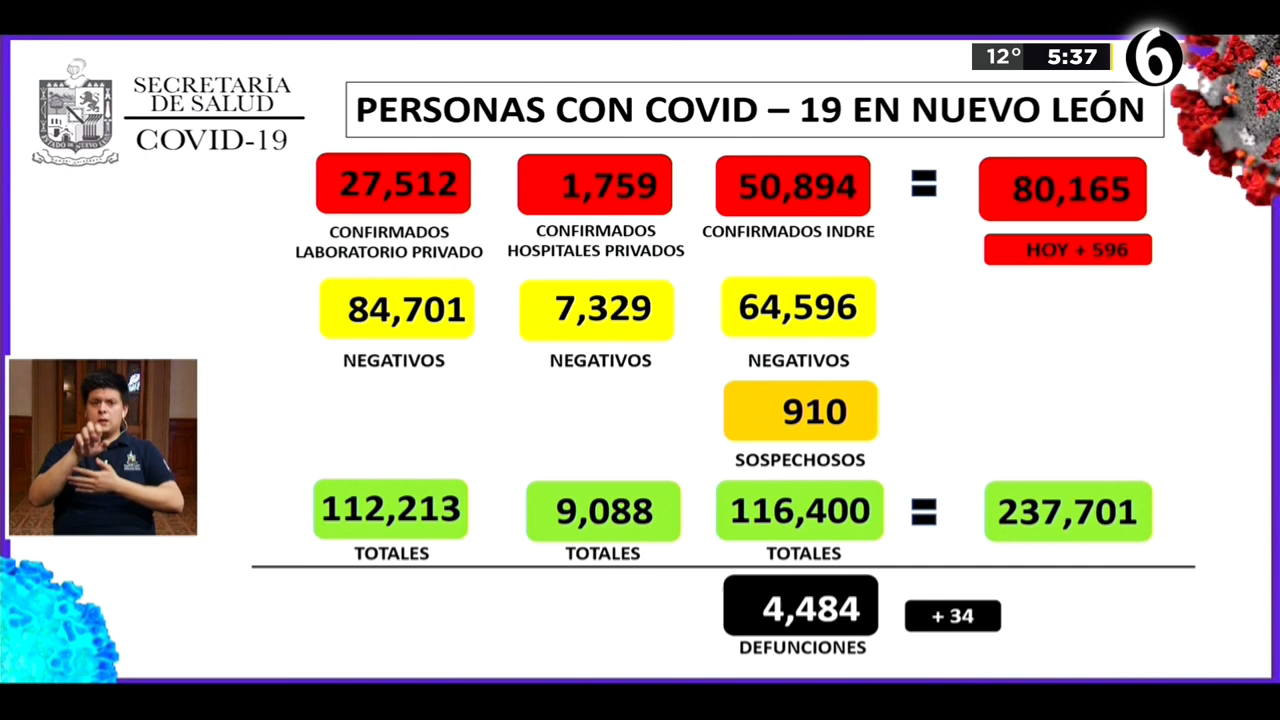 12° 5:37 6
SECRETARÍA
DE SALUD
COVID-19
PERSONAS CON COVID – 19 EN NUEVO LEÓN
27,512 1,759 50,894 = 80,165
CONFIRMADOS
LABORATORIO PRIVADO
CONFIRMADOS
HOSPITALES PRIVADOS
CONFIRMADOS INDRE
HOY + 596
84,701 7,329 64,596
NEGATIVOS NEGATIVOS NEGATIVOS
910
SOSPECHOSOS
112,213 9,088 116,400 = 237,701
TOTALES TOTALES TOTALES
4,484 + 34
DEFUNCIONES